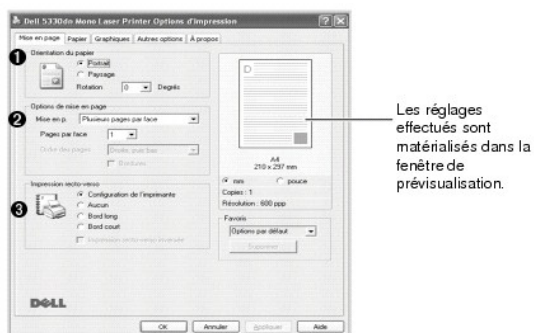 Dell 5330dn Mono Laser Printer Options d'impression
Mise en page Papier Graphiques Autres options À propos
1
Orientation du papier
Portrait
Paysage
Rotation 0 Degrés
2
Options de mise en page
Mise en p. Plusieurs pages par face
Pages par face 1
Ordre des pages Droite, puis bas
Bordures
3
Impression recto-verso
Configuration de l'imprimante
Aucun
Bord long
Bord court
Impression recto-verso inversée
A4
210 x 297 mm
mm pouce
Copies : 1
Résolution : 600 ppp
Favoris
Options par défaut
Supprimer
DELL
OK Annuler Appliquer Aide
Les réglages
effectués sont
matérialisés dans la
fenêtre de
prévisualisation.